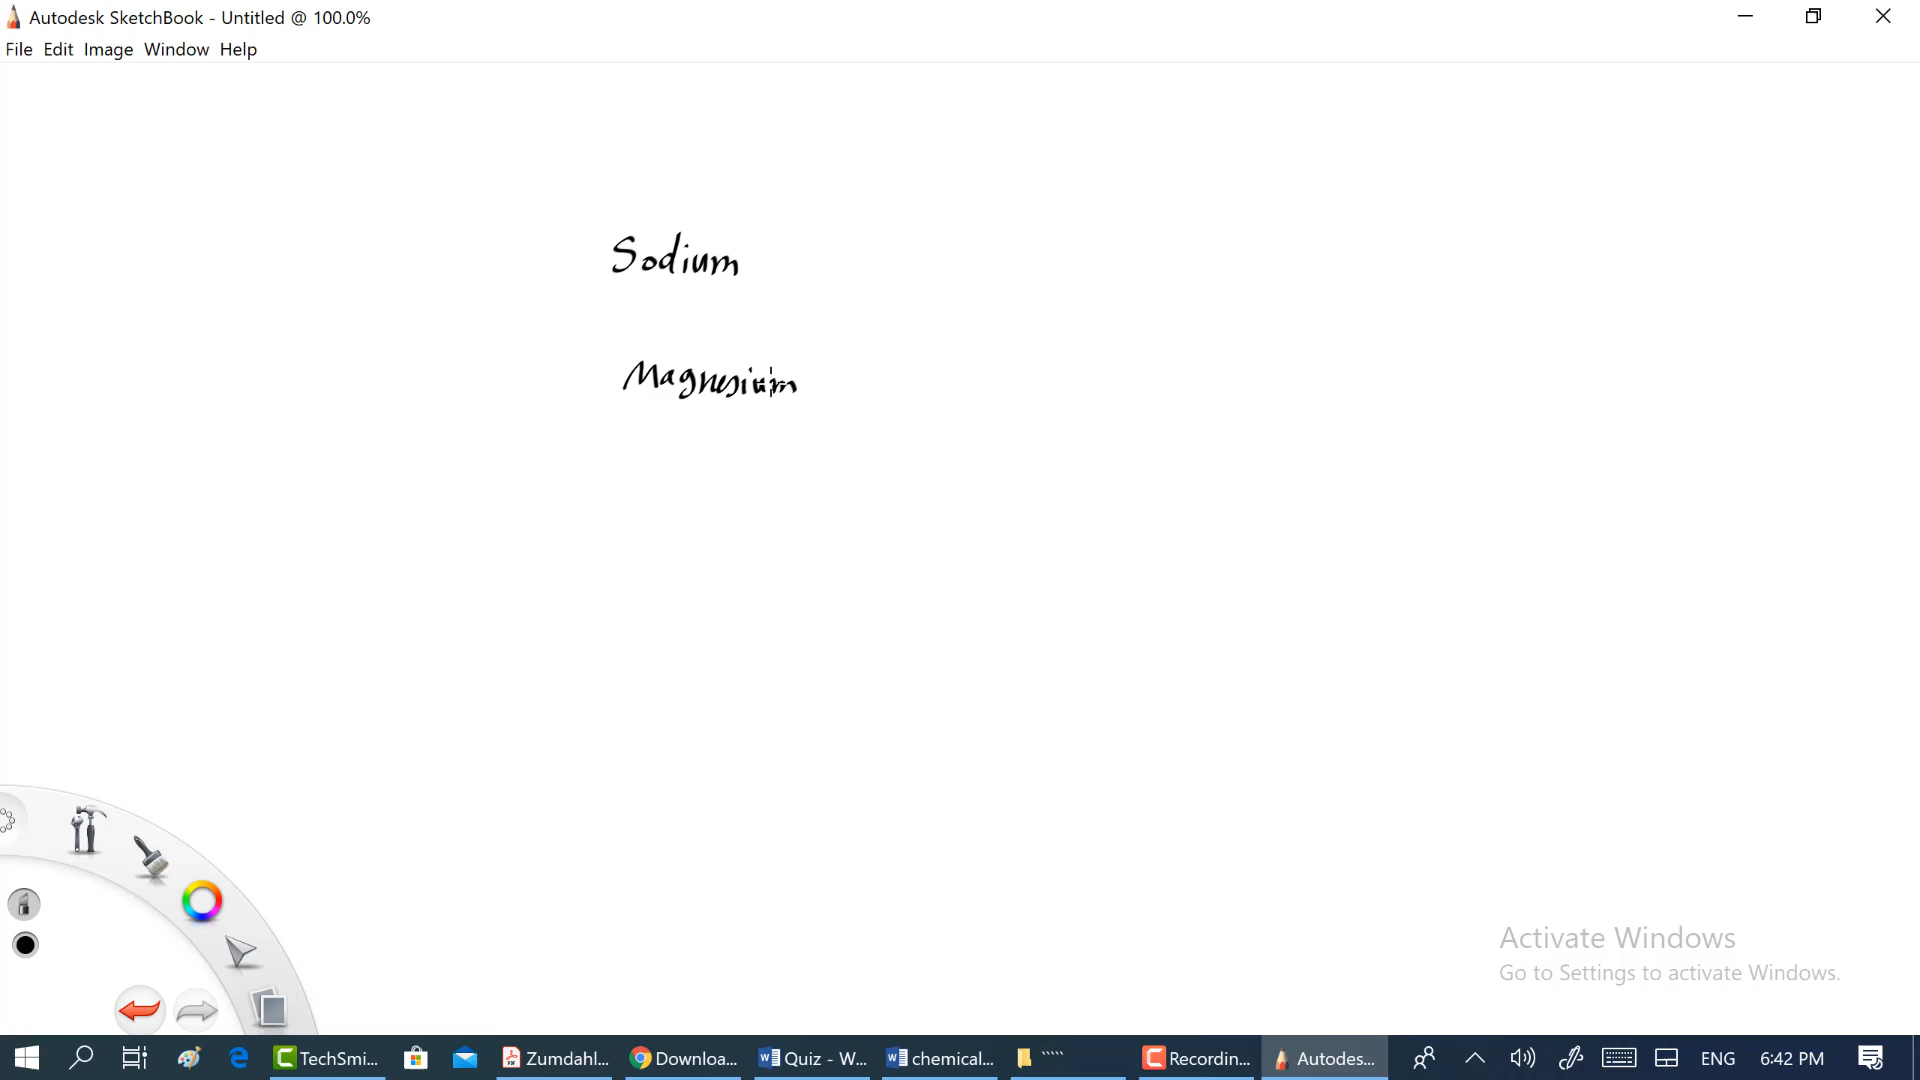 Autodesk SketchBook - Untitled @ 100.0%
File Edit Image Window Help
Sodium
Magnesium
Activate Windows
Go to Settings to activate Windows.
TechSmi... Zumdahl... Downloa... Quiz - W... chemical... ````` Recordin... Autodes... ENG 6:42 PM